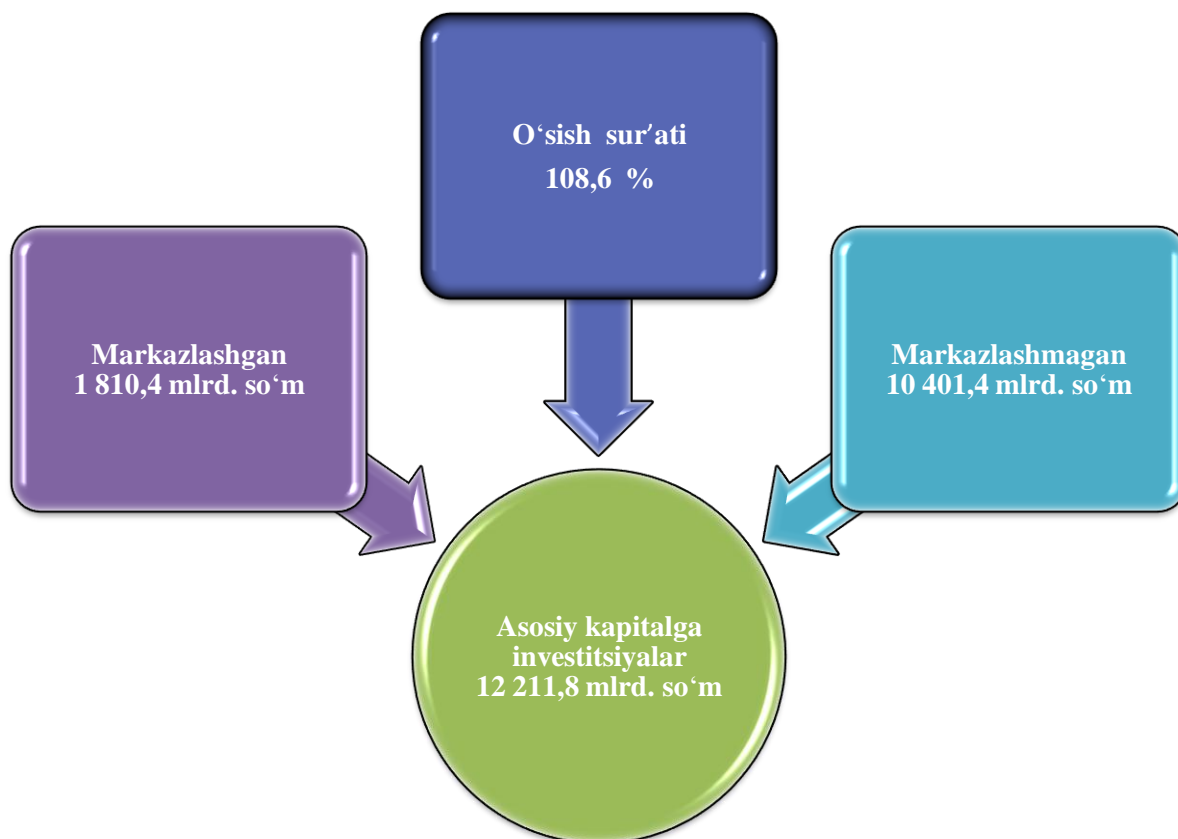 O‘sish sur’ati
108,6 %
Markazlashgan
1 810,4 mlrd. so‘m
Markazlashmagan
10 401,4 mlrd. so‘m
Asosiy kapitalga
investitsiyalar
12 211,8 mlrd. so‘m